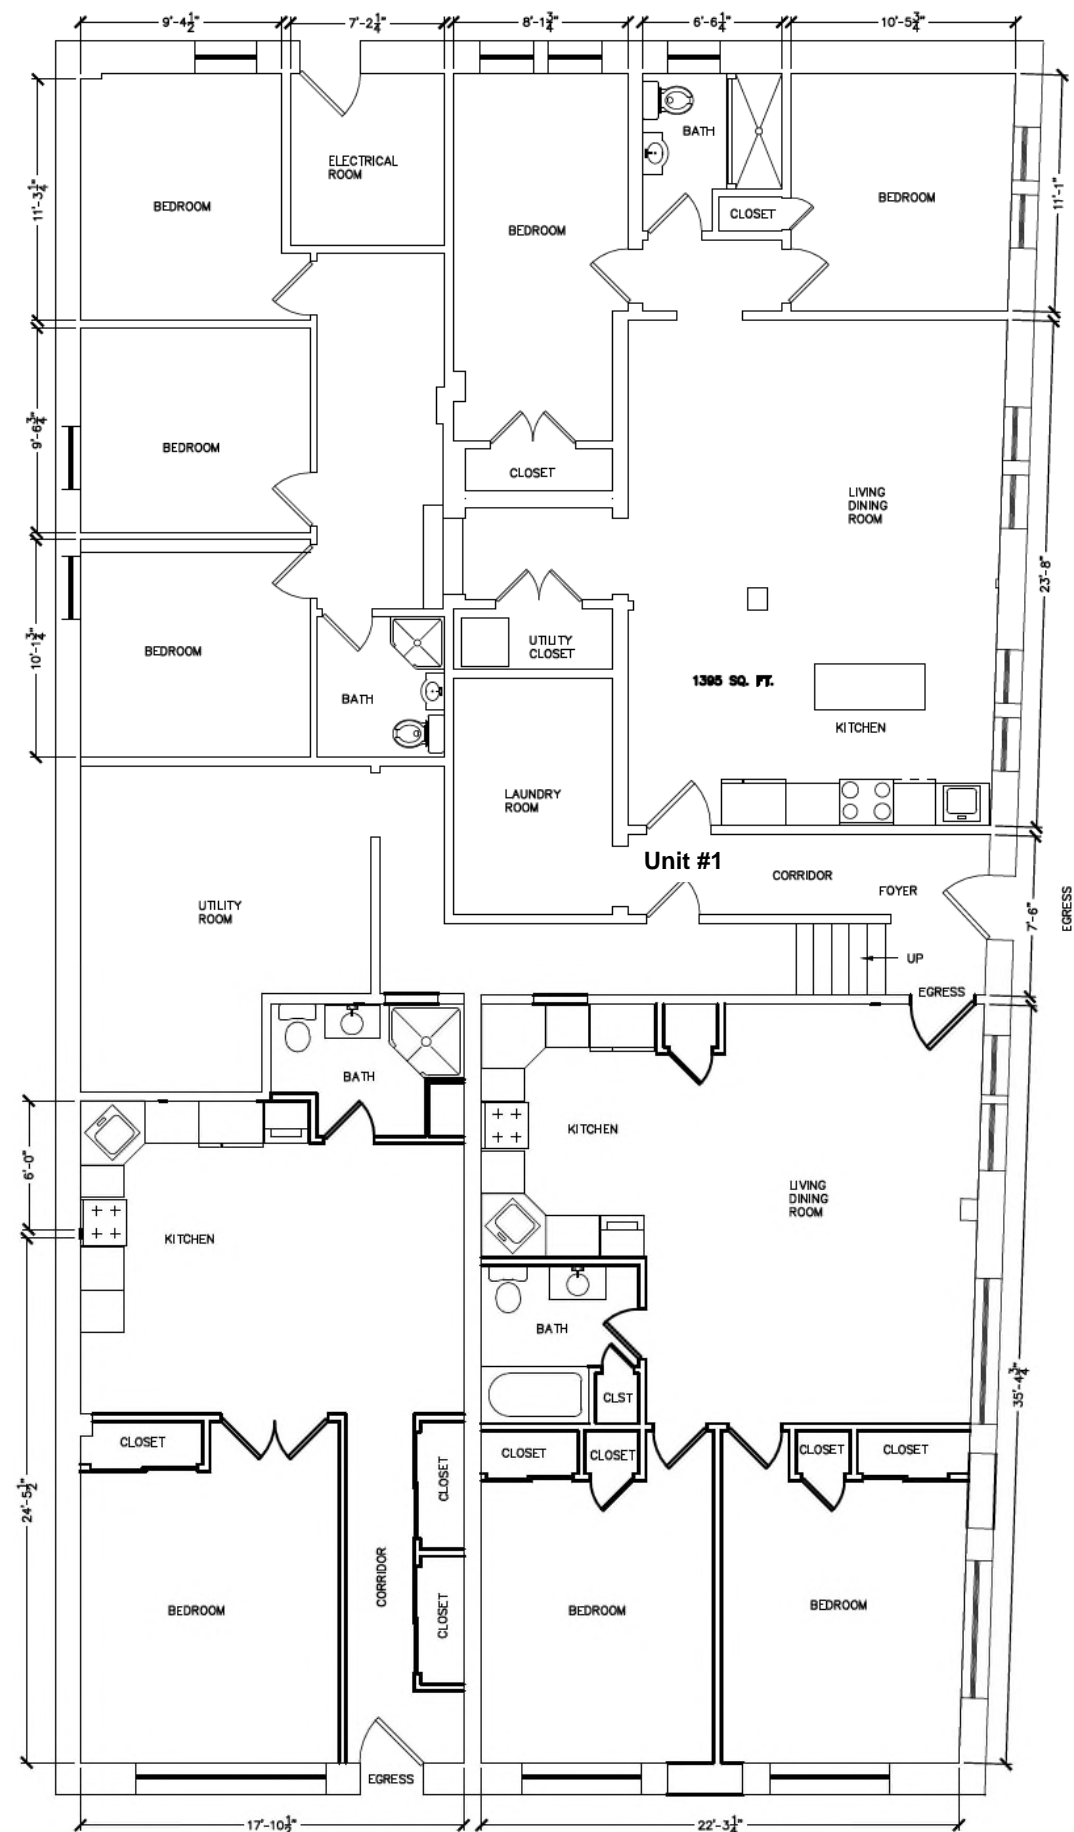 9'-4½"
7'-2¼"
8'-1¾"
6'-6¼"
10'-5¾"
11'-3¼"
BEDROOM
ELECTRICAL
ROOM
BEDROOM
BATH
CLOSET
BEDROOM
11'-1"
9'-6¾"
BEDROOM
CLOSET
LIVING
DINING
ROOM
23'-8"
10'-1¾"
BEDROOM
BATH
UTILITY
CLOSET
1395 SQ. FT.
KITCHEN
LAUNDRY
ROOM
Unit #1
CORRIDOR
FOYER
EGRESS
7'-6"
UTILITY
ROOM
UP
EGRESS
BATH
6'-0"
KITCHEN
KITCHEN
LIVING
DINING
ROOM
BATH
CLST
35'-4¾"
24'-5½"
CLOSET
CLOSET
CLOSET
CLOSET
CLOSET
CLOSET
BEDROOM
CORRIDOR
CLOSET
BEDROOM
BEDROOM
EGRESS
17'-10½"
22'-3¼"